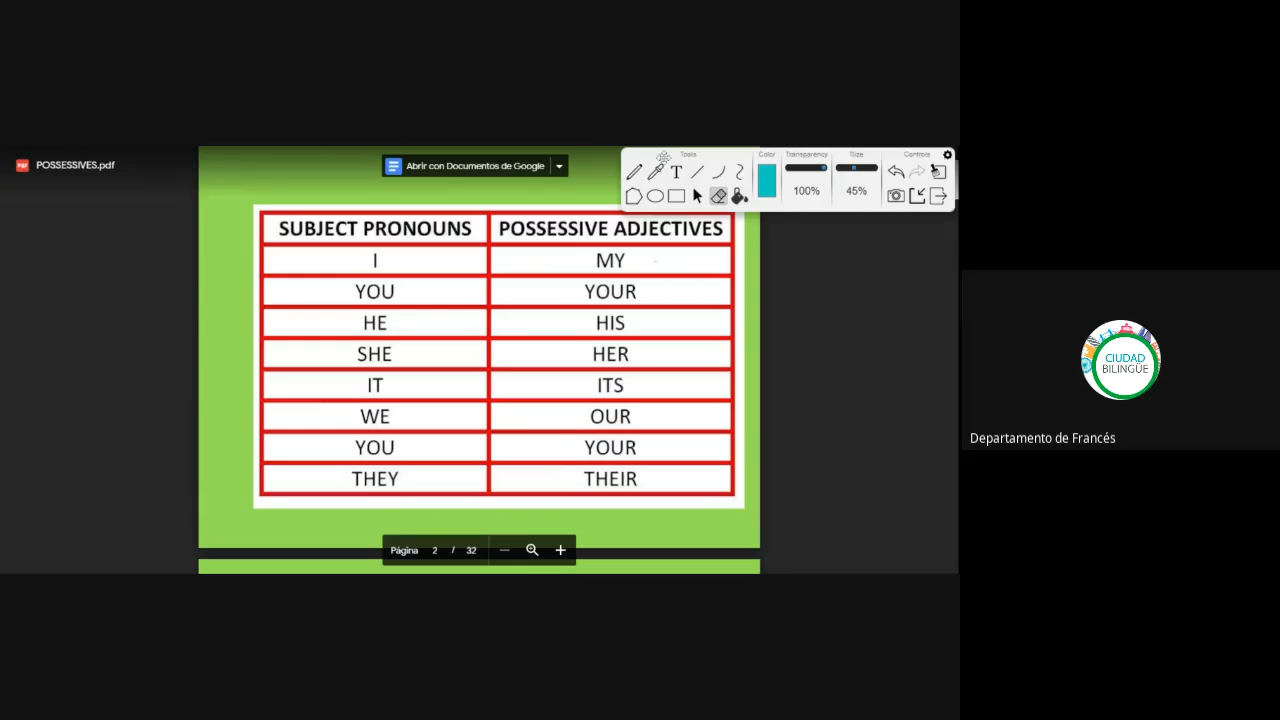 POSSESSIVES.pdf
Abrir con Documentos de Google
Tools
Color
Transparency
Size
Controls
T
100%
45%
SUBJECT PRONOUNS POSSESSIVE ADJECTIVES
I MY
YOU YOUR
HE HIS
SHE HER
IT ITS
WE OUR
YOU YOUR
THEY THEIR
Página 2 / 32
CIUDAD
BILINGÜE
Departamento de Francés